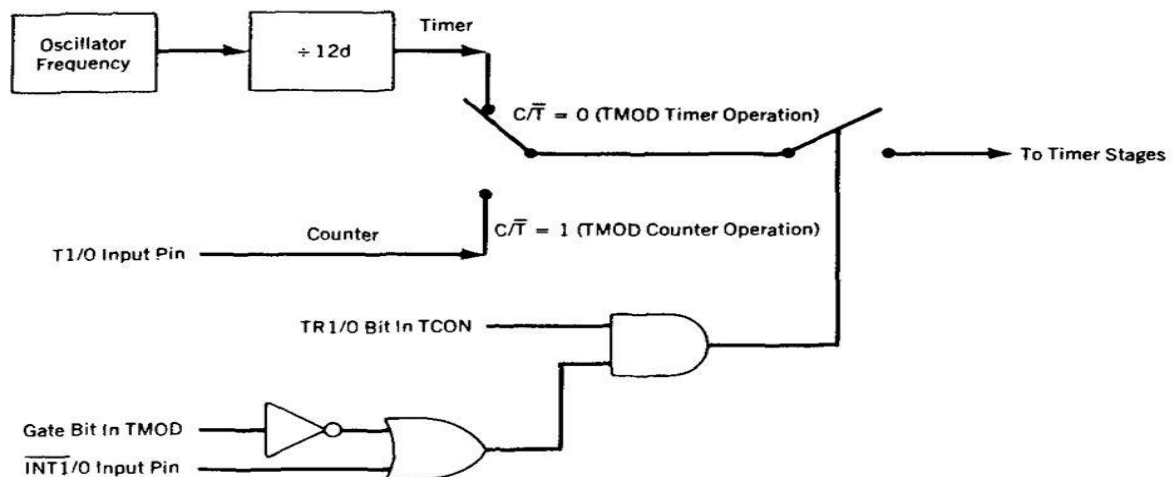 Timer
Oscillator
Frequency
÷ 12d
C/T̅ = 0 (TMOD Timer Operation)
To Timer Stages
C/T̅ = 1 (TMOD Counter Operation)
Counter
T1/0 Input Pin
TR1/0 Bit In TCON
Gate Bit In TMOD
I̅N̅T̅1̅/0 Input Pin